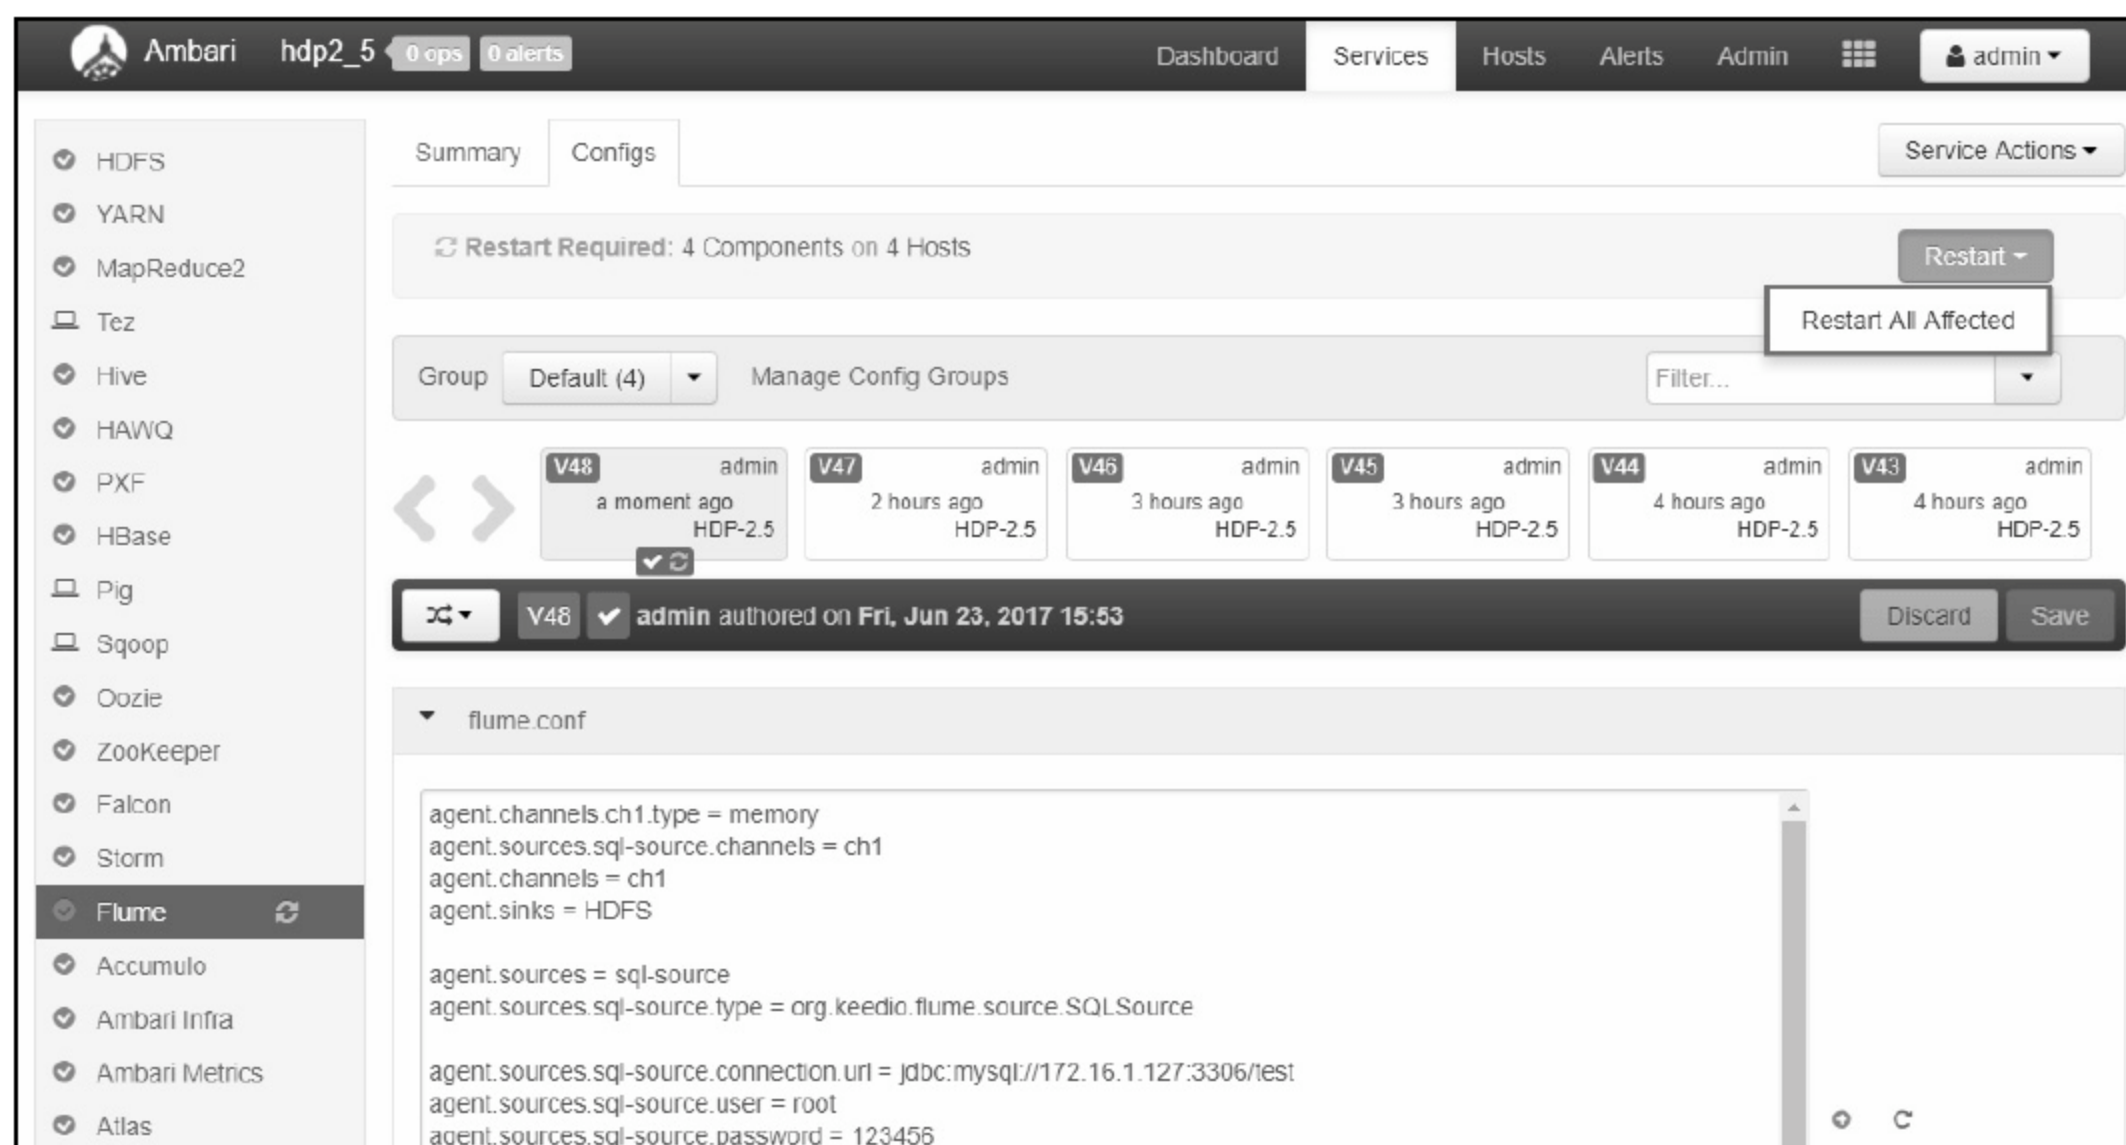 Ambari hdp2_5 0 ops 0 alerts Dashboard Services Hosts Alerts Admin admin
HDFS
YARN
MapReduce2
Tez
Hive
HAWQ
PXF
HBase
Pig
Sqoop
Oozie
ZooKeeper
Falcon
Storm
Flume
Accumulo
Ambari Infra
Ambari Metrics
Atlas
Summary Configs Service Actions
Restart Required: 4 Components on 4 Hosts Restart
Restart All Affected
Group Default (4) Manage Config Groups Filter...
V48 admin
a moment ago
HDP-2.5
V47 admin
2 hours ago
HDP-2.5
V46 admin
3 hours ago
HDP-2.5
V45 admin
3 hours ago
HDP-2.5
V44 admin
4 hours ago
HDP-2.5
V43 admin
4 hours ago
HDP-2.5
V48 admin authored on Fri, Jun 23, 2017 15:53 Discard Save
flume.conf
agent.channels.ch1.type = memory
agent.sources.sql-source.channels = ch1
agent.channels = ch1
agent.sinks = HDFS
agent.sources = sql-source
agent.sources.sql-source.type = org.keedio.flume.source.SQLSource
agent.sources.sql-source.connection.url = jdbc:mysql://172.16.1.127:3306/test
agent.sources.sql-source.user = root
agent.sources.sql-source.password = 123456